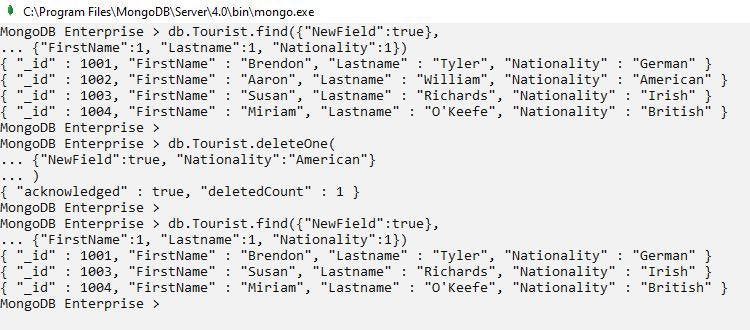 C:\Program Files\MongoDB\Server\4.0\bin\mongo.exe
MongoDB Enterprise > db.Tourist.find({"NewField":true},
... {"FirstName":1, "Lastname":1, "Nationality":1})
{ "_id" : 1001, "FirstName" : "Brendon", "Lastname" : "Tyler", "Nationality" : "German" }
{ "_id" : 1002, "FirstName" : "Aaron", "Lastname" : "William", "Nationality" : "American" }
{ "_id" : 1003, "FirstName" : "Susan", "Lastname" : "Richards", "Nationality" : "Irish" }
{ "_id" : 1004, "FirstName" : "Miriam", "Lastname" : "O'Keefe", "Nationality" : "British" }
MongoDB Enterprise >
MongoDB Enterprise > db.Tourist.deleteOne(
... {"NewField":true, "Nationality":"American"}
... )
{ "acknowledged" : true, "deletedCount" : 1 }
MongoDB Enterprise >
MongoDB Enterprise > db.Tourist.find({"NewField":true},
... {"FirstName":1, "Lastname":1, "Nationality":1})
{ "_id" : 1001, "FirstName" : "Brendon", "Lastname" : "Tyler", "Nationality" : "German" }
{ "_id" : 1003, "FirstName" : "Susan", "Lastname" : "Richards", "Nationality" : "Irish" }
{ "_id" : 1004, "FirstName" : "Miriam", "Lastname" : "O'Keefe", "Nationality" : "British" }
MongoDB Enterprise >